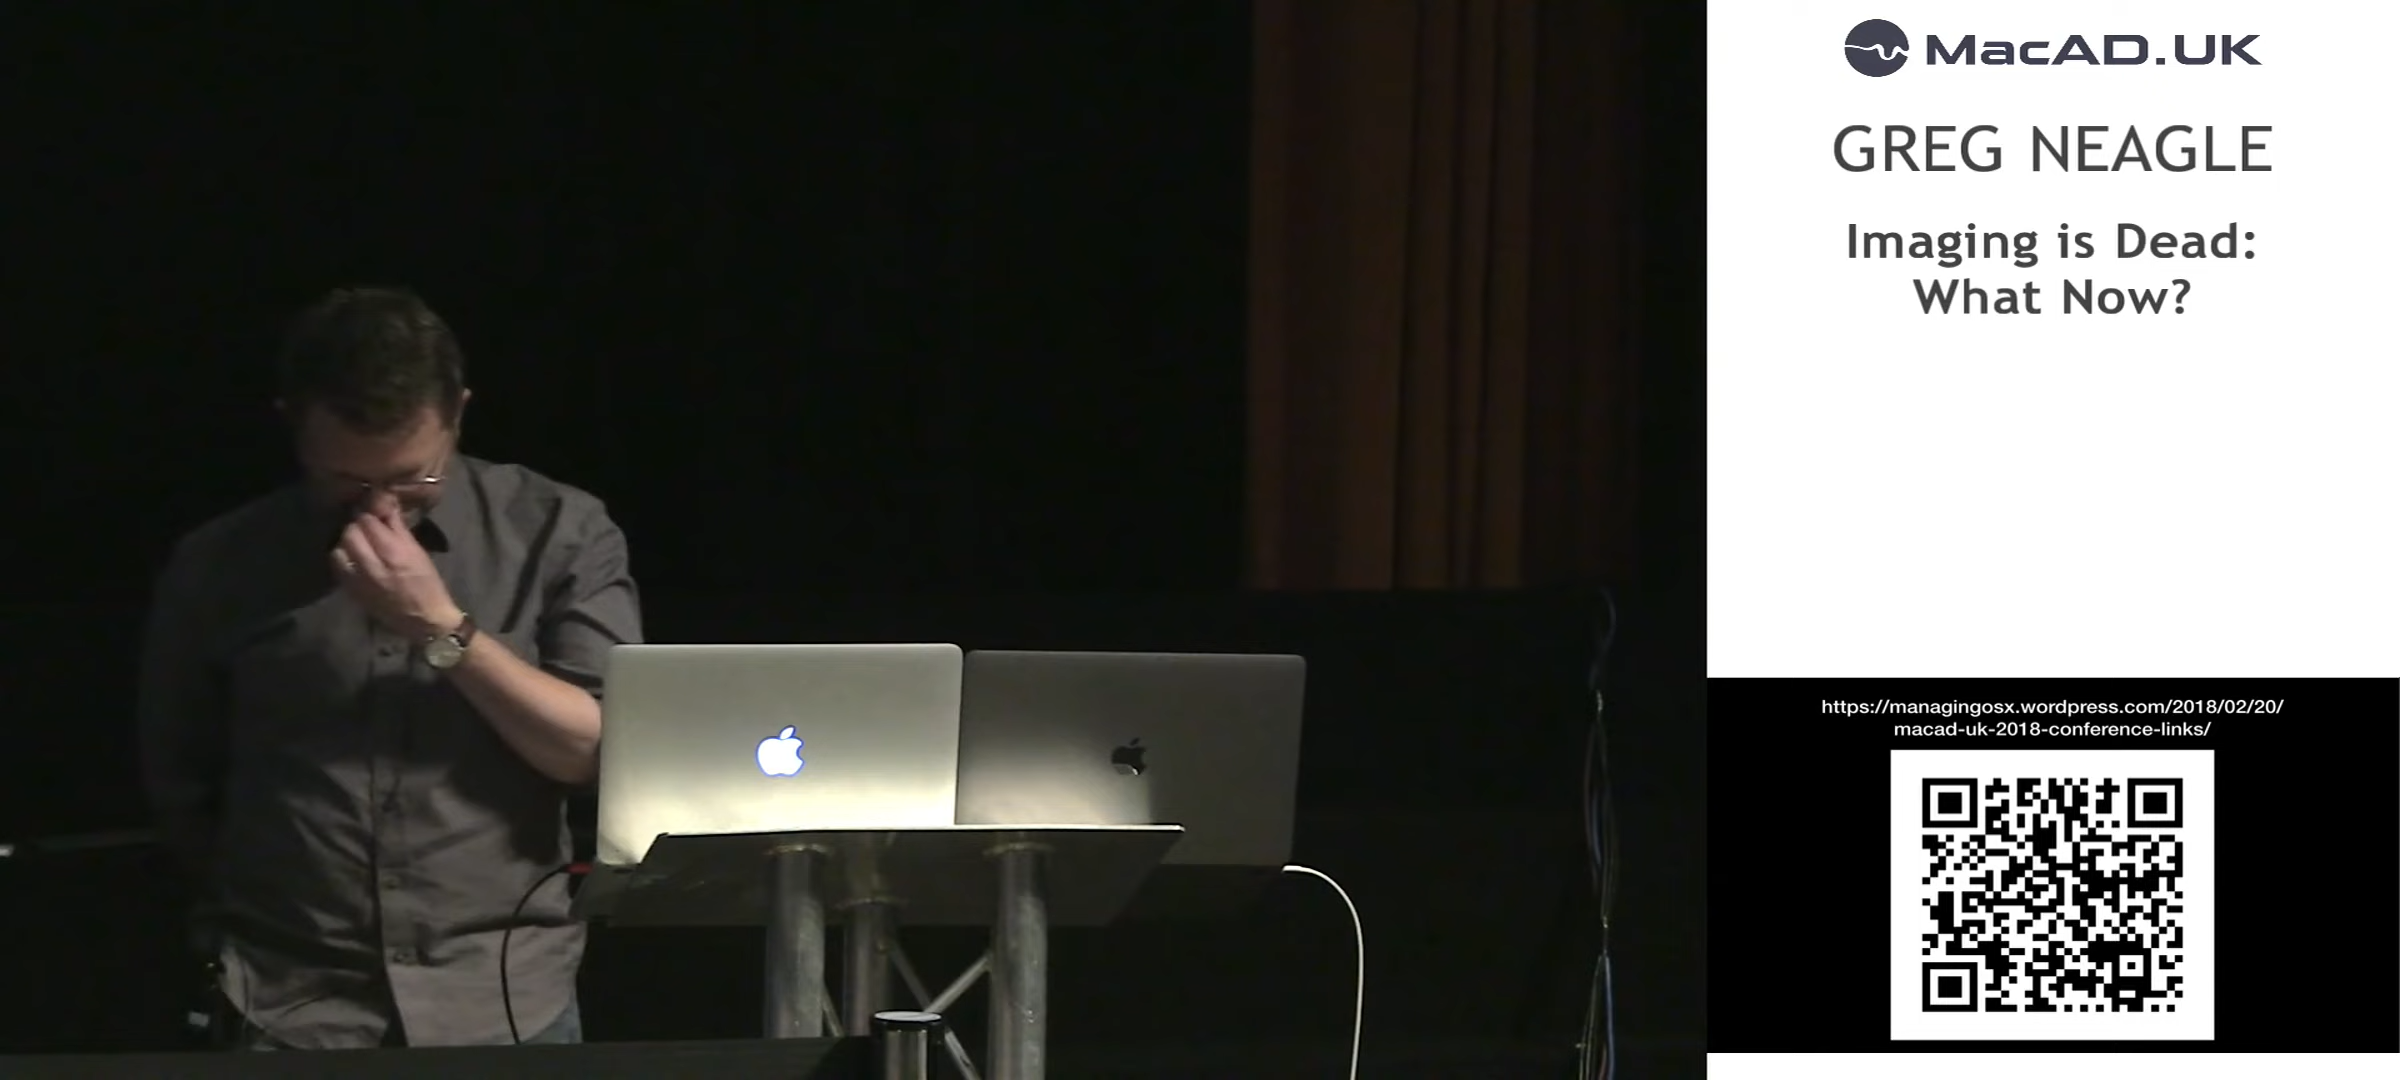 MacAD.UK
GREG NEAGLE
Imaging is Dead:
What Now?
https://managingosx.wordpress.com/2018/02/20/
macad-uk-2018-conference-links/